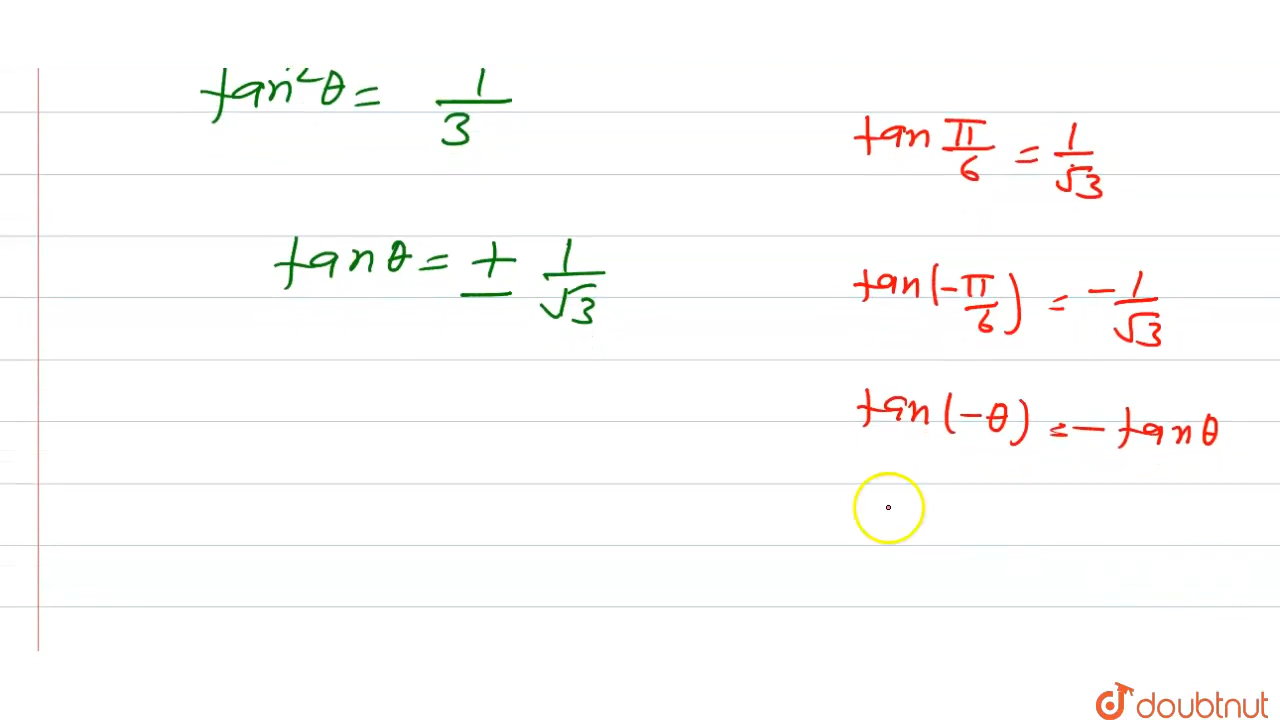 tan²θ = 1/3
tanθ = ± 1/√3
tan π/6 = 1/√3
tan(-π/6) = -1/√3
tan(-θ) = - tanθ
doubtnut